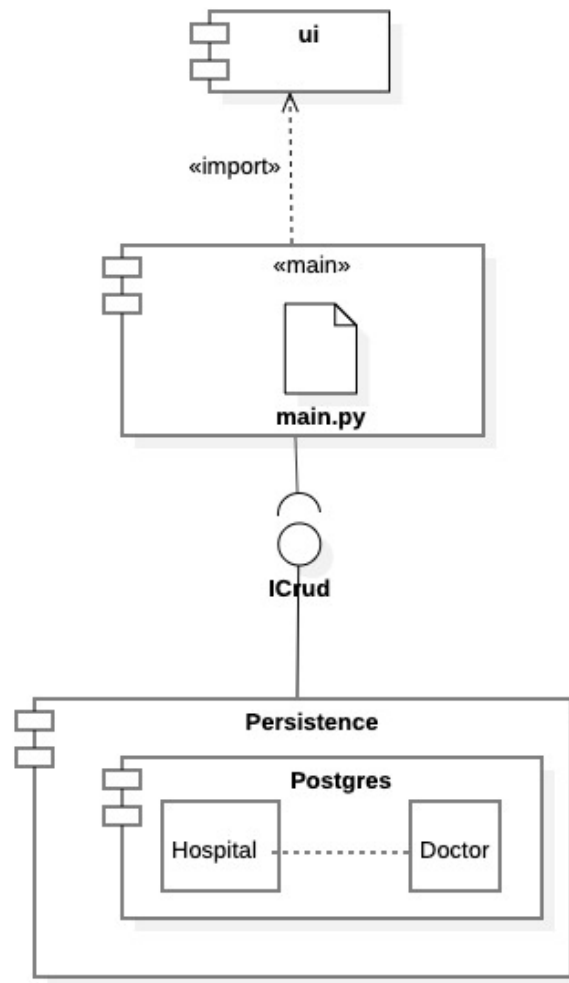 ui
«import»
«main»
main.py
ICrud
Persistence
Postgres
Hospital
Doctor